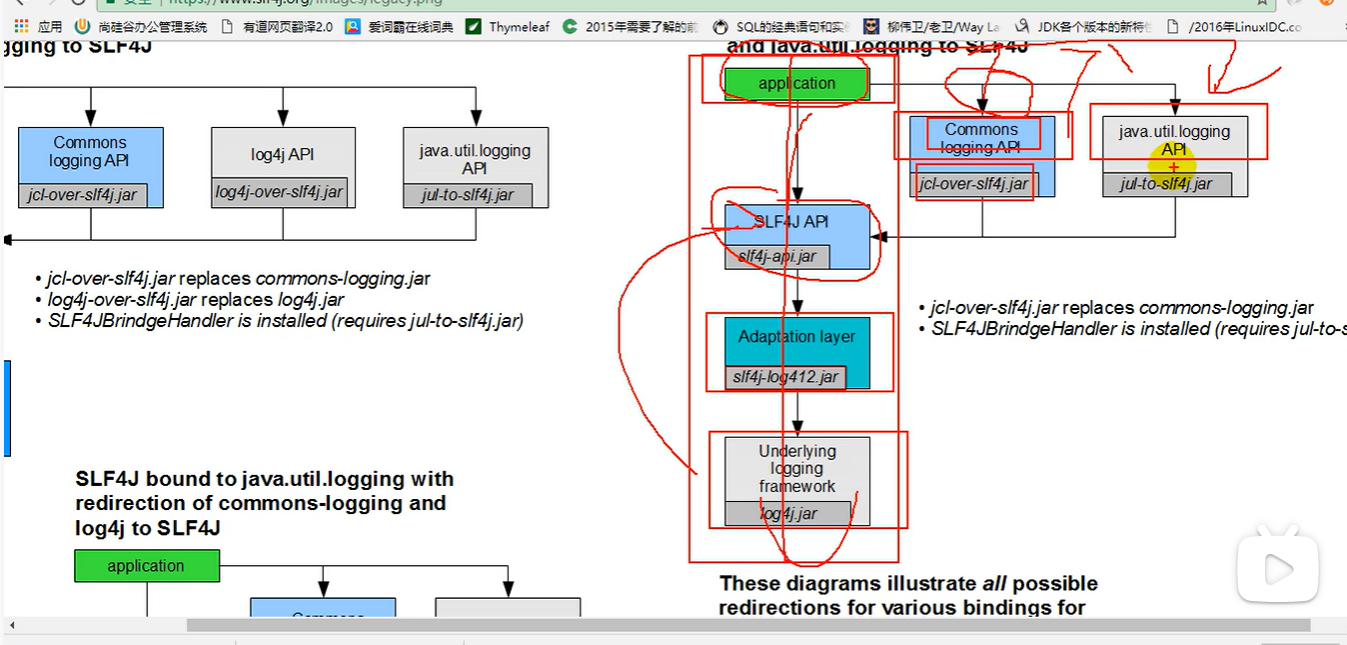 安全 | https://www.slf4j.org/images/legacy.png
应用 尚硅谷办公管理系统 有道网页翻译2.0 爱词霸在线词典 Thymeleaf 2015年需要了解的前 SQL的经典语句和实 柳伟卫/老卫/Way La JDK各个版本的新特 /2016年LinuxIDC.co
gging to SLF4J
Commons
logging API
jcl-over-slf4j.jar
log4j API
log4j-over-slf4j.jar
java.util.logging
API
jul-to-slf4j.jar
• jcl-over-slf4j.jar replaces commons-logging.jar
• log4j-over-slf4j.jar replaces log4j.jar
• SLF4JBrindgeHandler is installed (requires jul-to-slf4j.jar)
SLF4J bound to java.util.logging with
redirection of commons-logging and
log4j to SLF4J
application
Commons
and java.util.logging to SLF4J
application
Commons
logging API
jcl-over-slf4j.jar
java.util.logging
API
jul-to-slf4j.jar
SLF4J API
slf4j-api.jar
Adaptation layer
slf4j-log412.jar
Underlying
logging
framework
log4j.jar
• jcl-over-slf4j.jar replaces commons-logging.jar
• SLF4JBrindgeHandler is installed (requires jul-to-s
These diagrams illustrate all possible
redirections for various bindings for